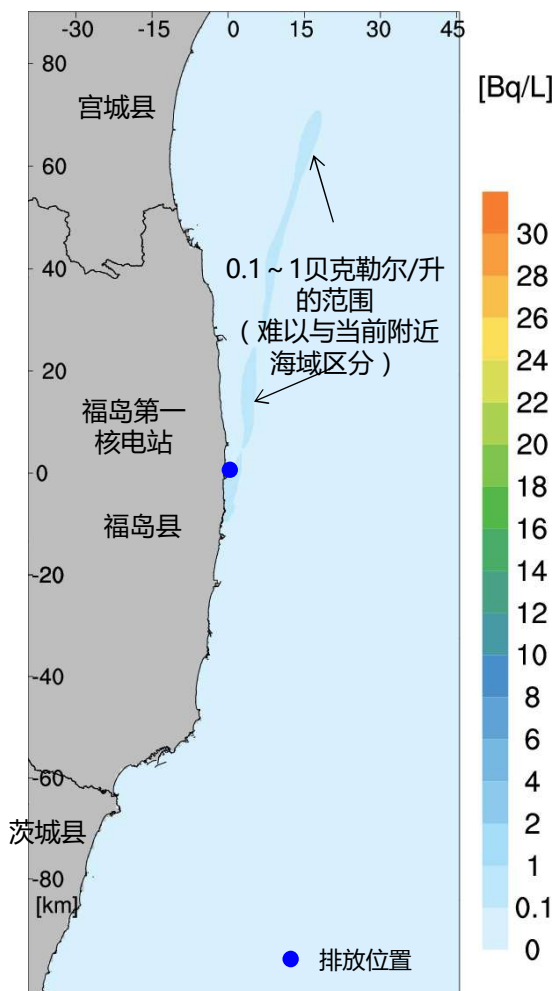 -30
-15
0
15
30
45
[Bq/L]
80
宫城县
60
40
0.1～1贝克勒尔/升
的范围
（难以与当前附近
海域区分）
20
福岛第一
核电站
0
福岛县
-20
-40
-60
茨城县
-80
[km]
排放位置
30
28
26
24
22
20
18
16
14
12
10
8
6
4
2
1
0.1
0